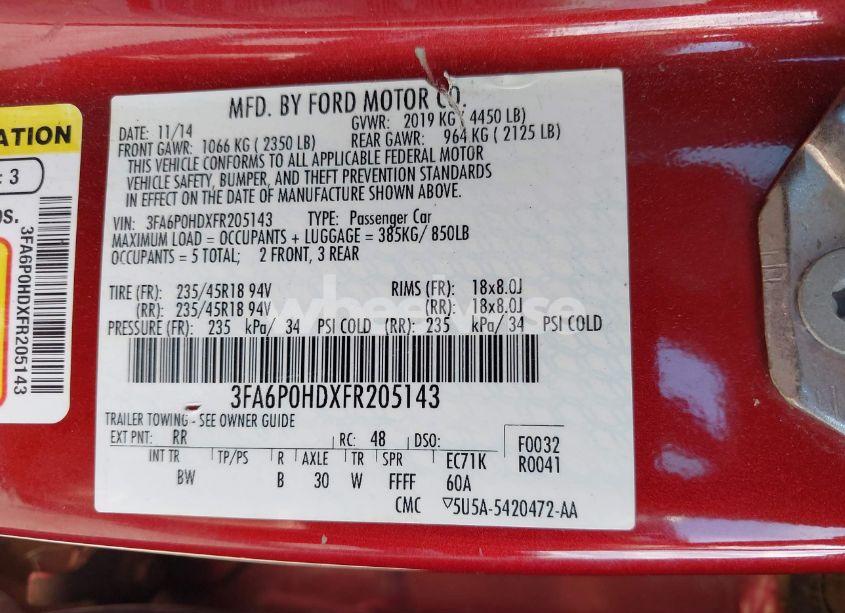 ATION
: 3
OS.
3FA6P0HDXFR205143
MFD. BY FORD MOTOR CO.
DATE: 11/14 GVWR: 2019 KG ( 4450 LB)
FRONT GAWR: 1066 KG ( 2350 LB) REAR GAWR: 964 KG ( 2125 LB)
THIS VEHICLE CONFORMS TO ALL APPLICABLE FEDERAL MOTOR
VEHICLE SAFETY, BUMPER, AND THEFT PREVENTION STANDARDS
IN EFFECT ON THE DATE OF MANUFACTURE SHOWN ABOVE.
VIN: 3FA6P0HDXFR205143 TYPE: Passenger Car
MAXIMUM LOAD = OCCUPANTS + LUGGAGE = 385KG/ 850LB
OCCUPANTS = 5 TOTAL; 2 FRONT, 3 REAR
TIRE (FR): 235/45R18 94V RIMS (FR): 18x8.0J
(RR): 235/45R18 94V (RR): 18x8.0J
PRESSURE (FR): 235 kPa/ 34 PSI COLD (RR): 235 kPa/ 34 PSI COLD
3FA6P0HDXFR205143
TRAILER TOWING - SEE OWNER GUIDE
EXT PNT: RR RC: 48 DSO: F0032
INT TR TP/PS R AXLE TR SPR EC71K R0041
BW B 30 W FFFF 60A
CMC ▽5U5A-5420472-AA